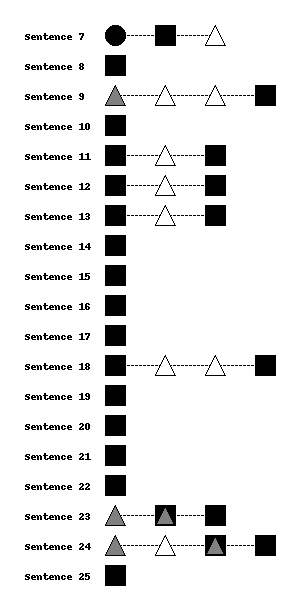 Sentence 7
Sentence 8
Sentence 9
Sentence 10
Sentence 11
Sentence 12
Sentence 13
Sentence 14
Sentence 15
Sentence 16
Sentence 17
Sentence 18
Sentence 19
Sentence 20
Sentence 21
Sentence 22
Sentence 23
Sentence 24
Sentence 25